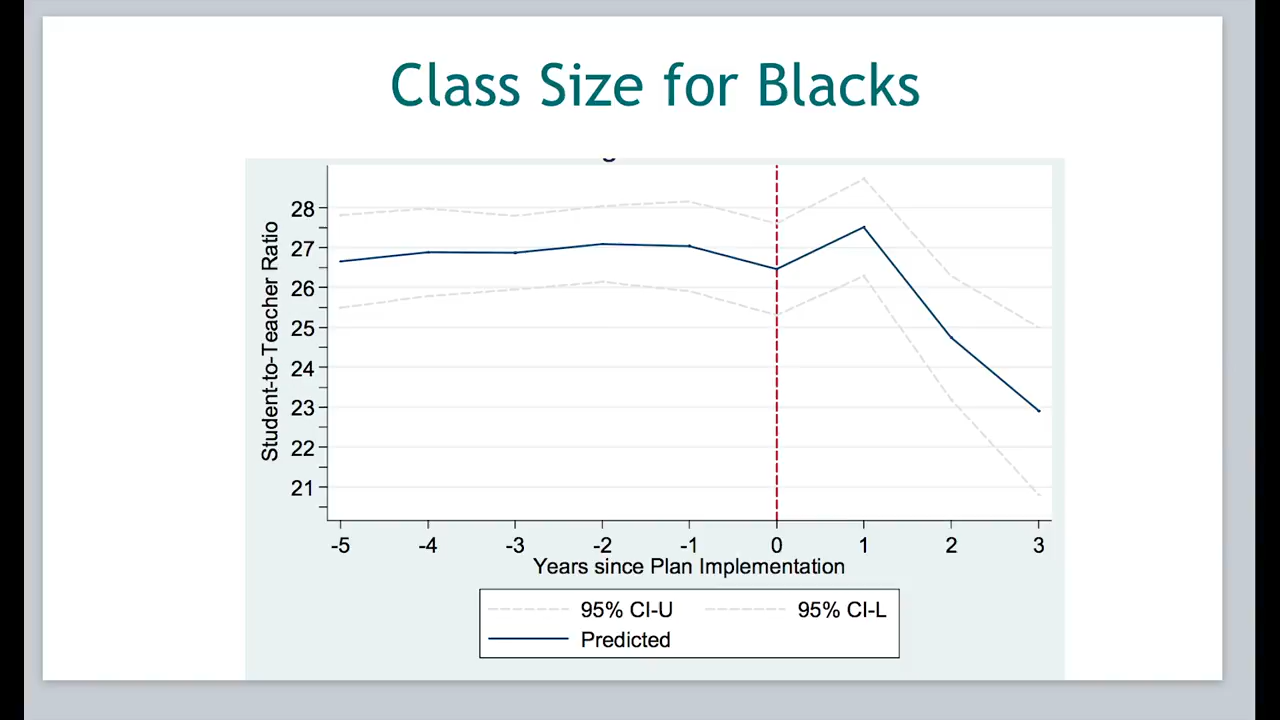 Class Size for Blacks
28
27
26
25
24
23
22
21
Student-to-Teacher Ratio
-5 -4 -3 -2 -1 0 1 2 3
Years since Plan Implementation
95% CI-U 95% CI-L
Predicted